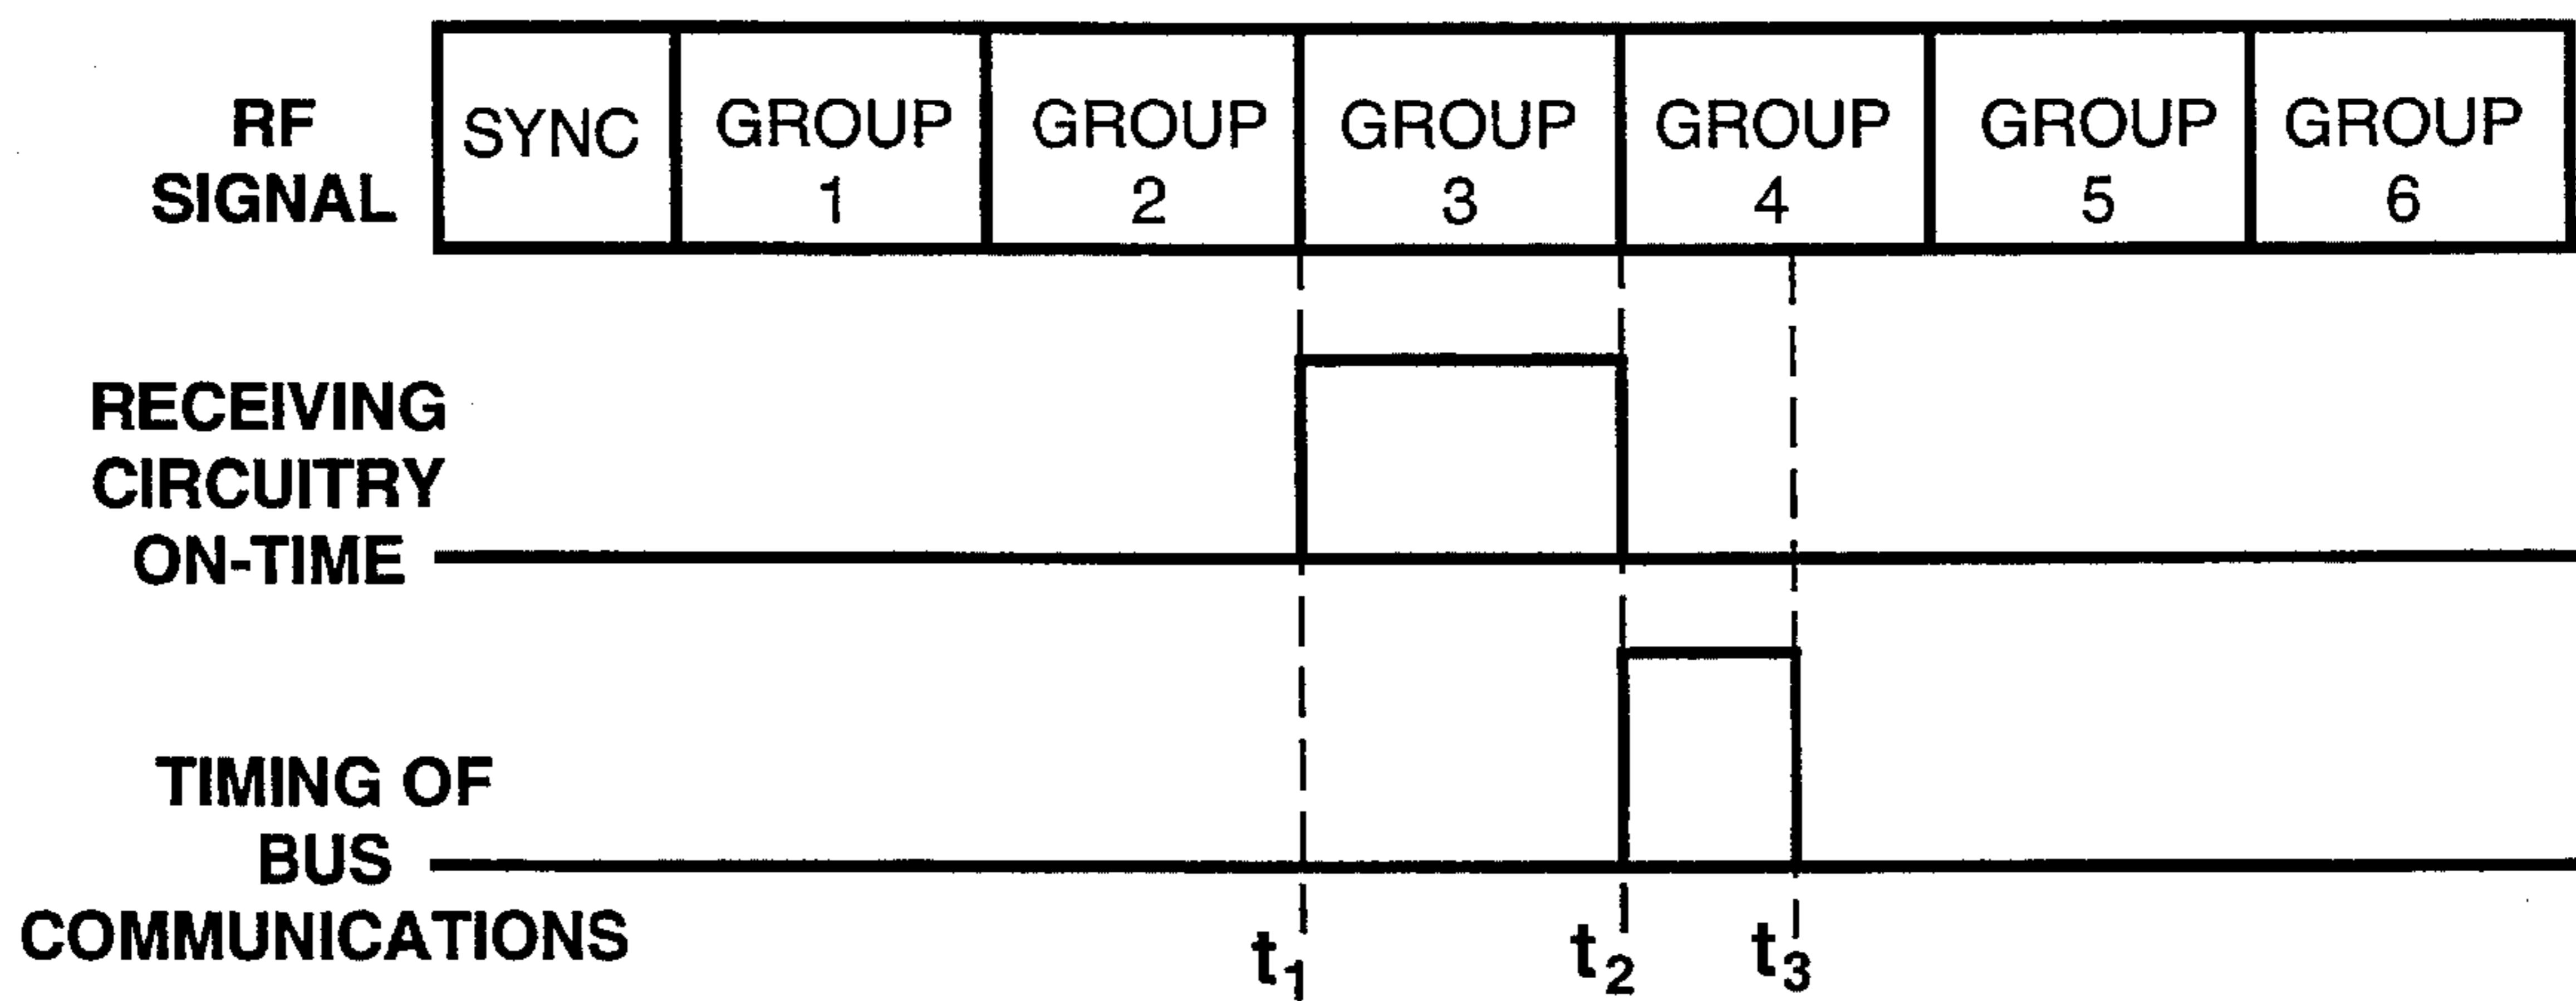 RF
SIGNAL
SYNC
GROUP
1
GROUP
2
GROUP
3
GROUP
4
GROUP
5
GROUP
6
RECEIVING
CIRCUITRY
ON-TIME
TIMING OF
BUS
COMMUNICATIONS
t1
t2
t3